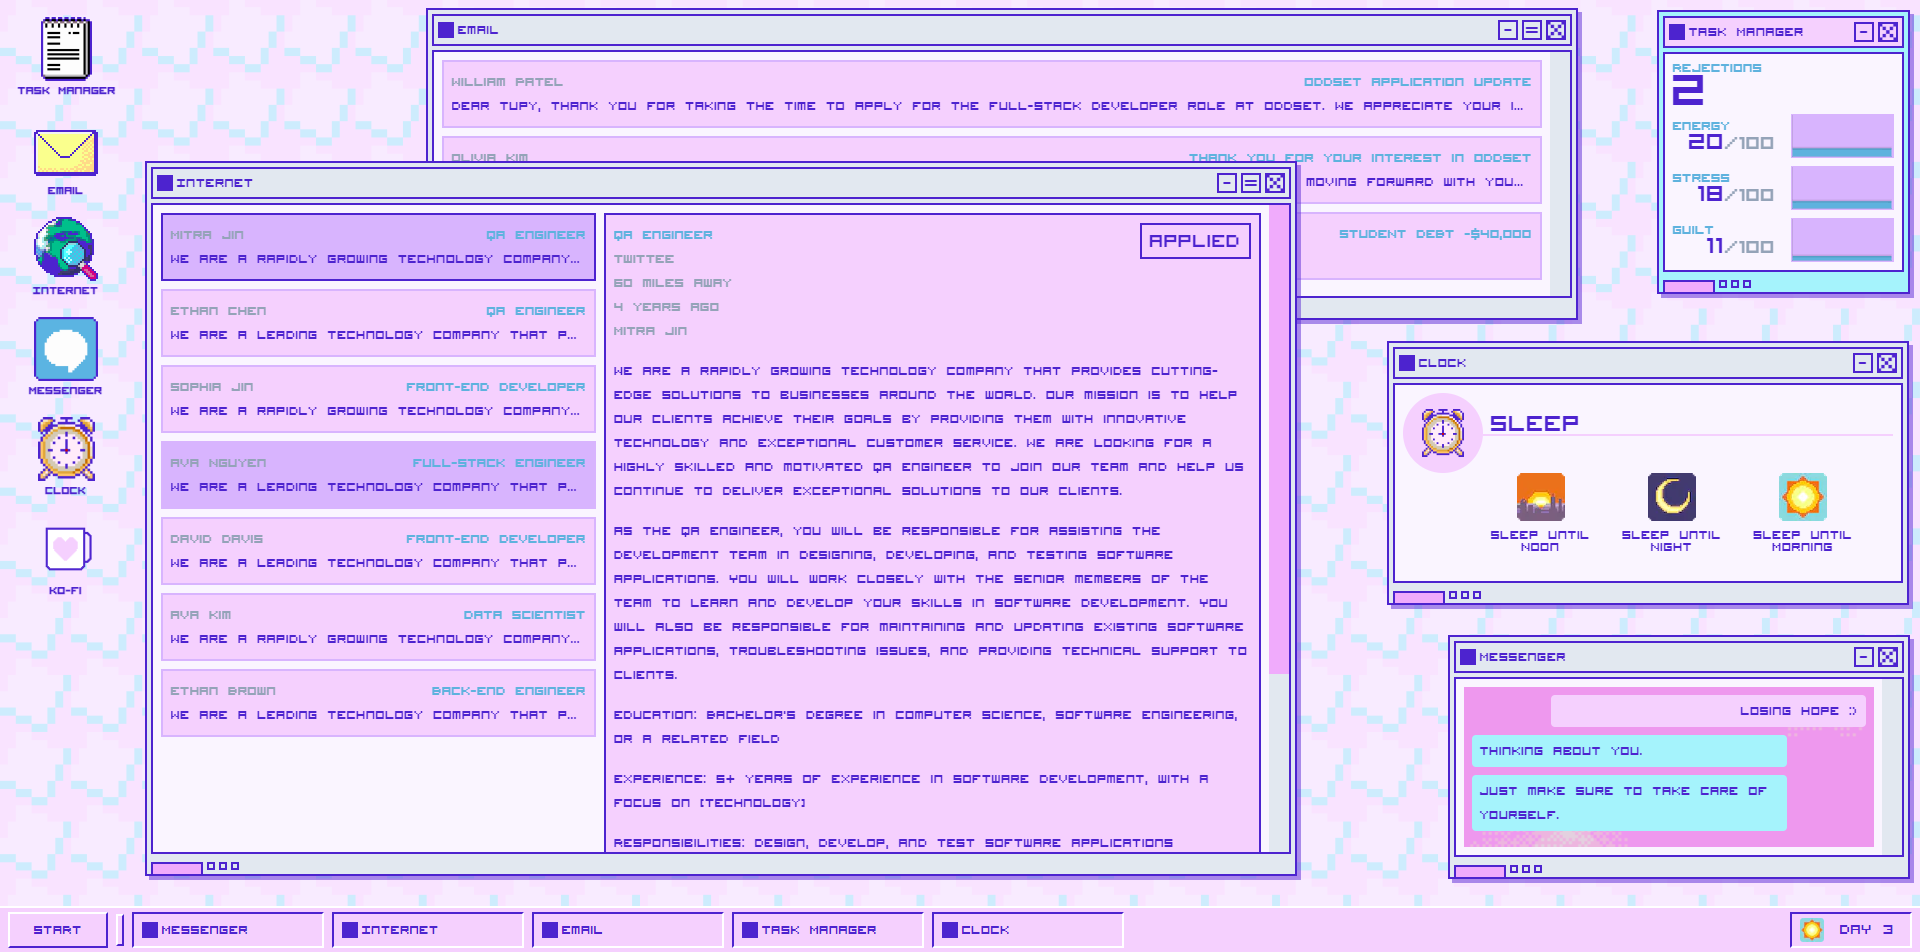 TASK MANAGER
EMAIL
INTERNET
MESSENGER
CLOCK
KO-FI
EMAIL
WILLIAM PATEL
ODDSET APPLICATION UPDATE
DEAR TUPY, THANK YOU FOR TAKING THE TIME TO APPLY FOR THE FULL-STACK DEVELOPER ROLE AT ODDSET. WE APPRECIATE YOUR I...
OLIVIA KIM
THANK YOU FOR YOUR INTEREST IN ODDSET
MOVING FORWARD WITH YOU...
STUDENT DEBT -$40,000
INTERNET
MITRA JIN
QA ENGINEER
WE ARE A RAPIDLY GROWING TECHNOLOGY COMPANY...
ETHAN CHEN
QA ENGINEER
WE ARE A LEADING TECHNOLOGY COMPANY THAT P...
SOPHIA JIN
FRONT-END DEVELOPER
WE ARE A RAPIDLY GROWING TECHNOLOGY COMPANY...
AVA NGUYEN
FULL-STACK ENGINEER
WE ARE A LEADING TECHNOLOGY COMPANY THAT P...
DAVID DAVIS
FRONT-END DEVELOPER
WE ARE A LEADING TECHNOLOGY COMPANY THAT P...
AVA KIM
DATA SCIENTIST
WE ARE A RAPIDLY GROWING TECHNOLOGY COMPANY...
ETHAN BROWN
BACK-END ENGINEER
WE ARE A LEADING TECHNOLOGY COMPANY THAT P...
QA ENGINEER
APPLIED
TWITTEE
60 MILES AWAY
4 YEARS AGO
MITRA JIN
WE ARE A RAPIDLY GROWING TECHNOLOGY COMPANY THAT PROVIDES CUTTING-
EDGE SOLUTIONS TO BUSINESSES AROUND THE WORLD. OUR MISSION IS TO HELP
OUR CLIENTS ACHIEVE THEIR GOALS BY PROVIDING THEM WITH INNOVATIVE
TECHNOLOGY AND EXCEPTIONAL CUSTOMER SERVICE. WE ARE LOOKING FOR A
HIGHLY SKILLED AND MOTIVATED QA ENGINEER TO JOIN OUR TEAM AND HELP US
CONTINUE TO DELIVER EXCEPTIONAL SOLUTIONS TO OUR CLIENTS.
AS THE QA ENGINEER, YOU WILL BE RESPONSIBLE FOR ASSISTING THE
DEVELOPMENT TEAM IN DESIGNING, DEVELOPING, AND TESTING SOFTWARE
APPLICATIONS. YOU WILL WORK CLOSELY WITH THE SENIOR MEMBERS OF THE
TEAM TO LEARN AND DEVELOP YOUR SKILLS IN SOFTWARE DEVELOPMENT. YOU
WILL ALSO BE RESPONSIBLE FOR MAINTAINING AND UPDATING EXISTING SOFTWARE
APPLICATIONS, TROUBLESHOOTING ISSUES, AND PROVIDING TECHNICAL SUPPORT TO
CLIENTS.
EDUCATION: BACHELOR'S DEGREE IN COMPUTER SCIENCE, SOFTWARE ENGINEERING,
OR A RELATED FIELD
EXPERIENCE: 5+ YEARS OF EXPERIENCE IN SOFTWARE DEVELOPMENT, WITH A
FOCUS ON [TECHNOLOGY]
RESPONSIBILITIES: DESIGN, DEVELOP, AND TEST SOFTWARE APPLICATIONS
TASK MANAGER
REJECTIONS
2
ENERGY
20/100
STRESS
18/100
GUILT
11/100
CLOCK
SLEEP
SLEEP UNTIL
NOON
SLEEP UNTIL
NIGHT
SLEEP UNTIL
MORNING
MESSENGER
LOSING HOPE :)
THINKING ABOUT YOU.
JUST MAKE SURE TO TAKE CARE OF
YOURSELF.
START
MESSENGER
INTERNET
EMAIL
TASK MANAGER
CLOCK
DAY 3